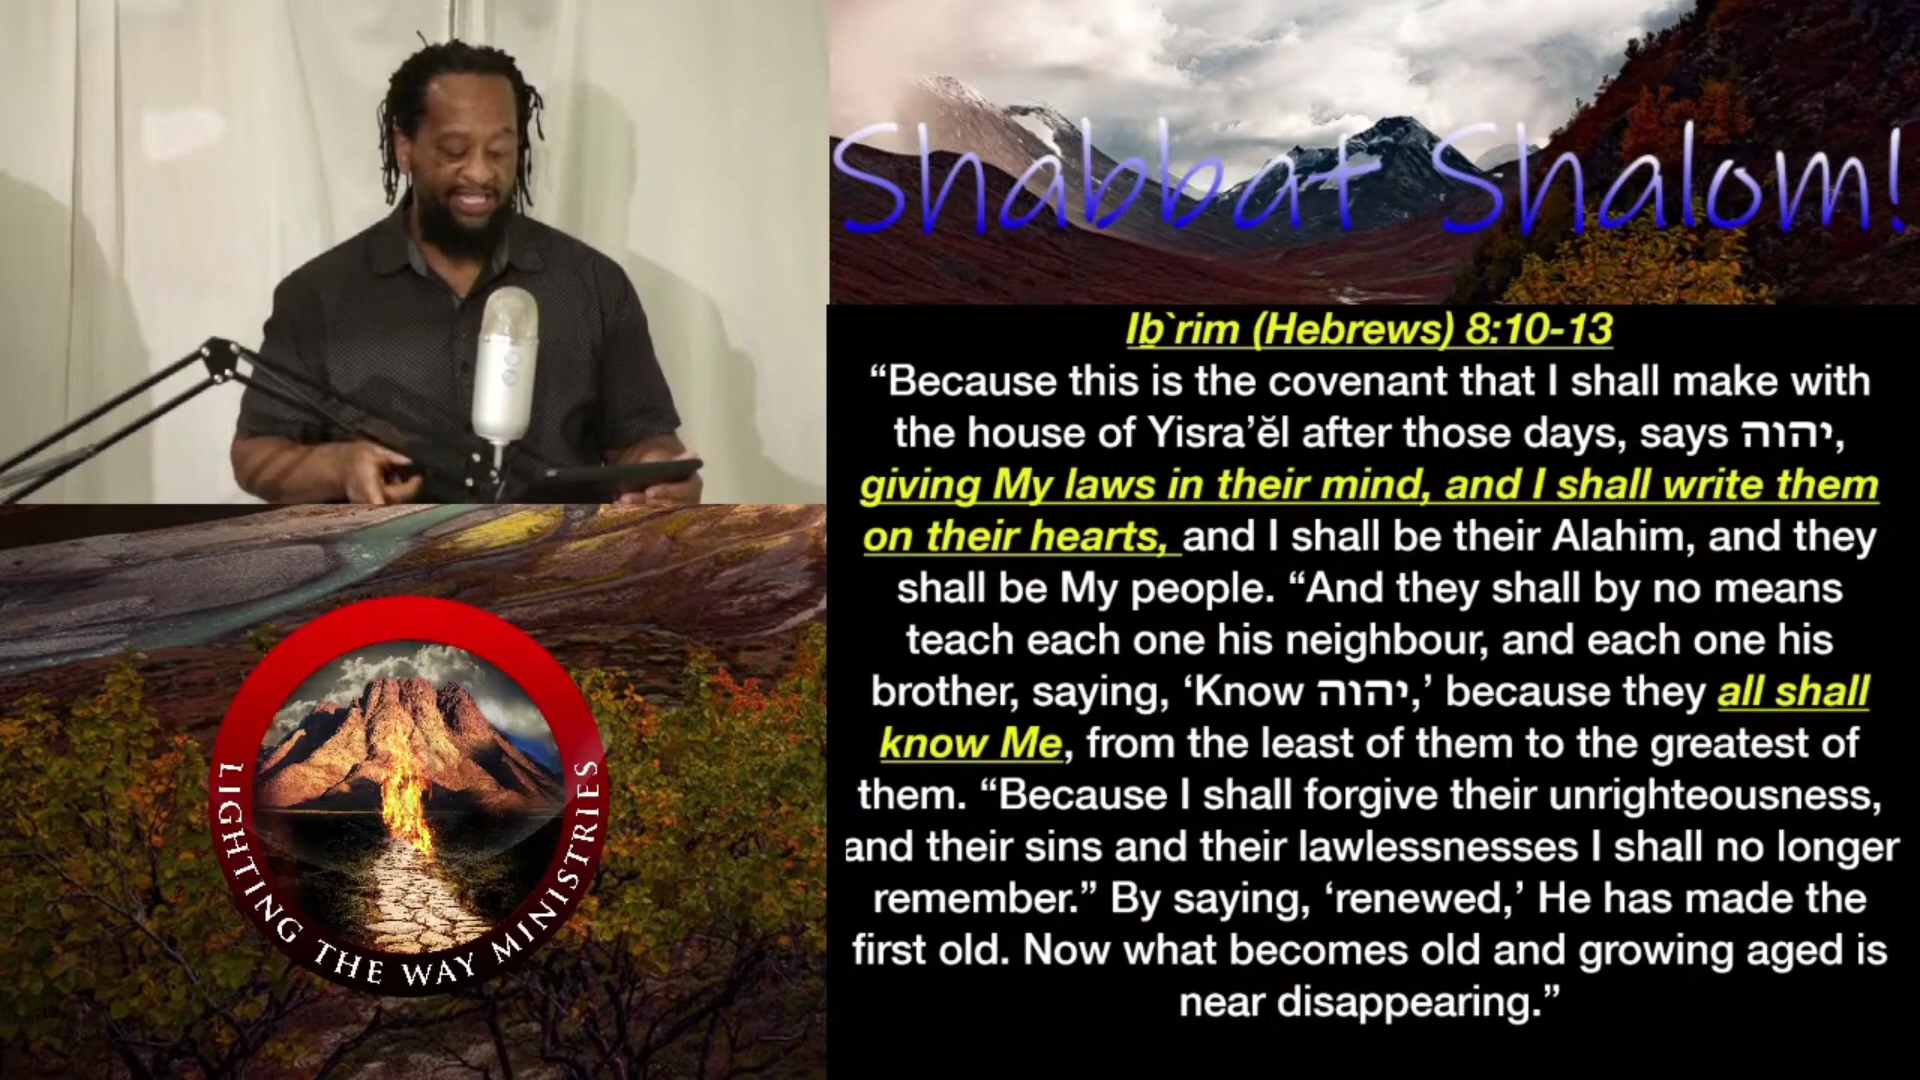 Shabbat Shalom!
Iḇ`rim (Hebrews) 8:10-13
“Because this is the covenant that I shall make with
the house of Yisra’ĕl after those days, says יהוה,
giving My laws in their mind, and I shall write them
on their hearts, and I shall be their Alahim, and they
shall be My people. “And they shall by no means
teach each one his neighbour, and each one his
brother, saying, ‘Know יהוה,’ because they all shall
know Me, from the least of them to the greatest of
them. “Because I shall forgive their unrighteousness,
and their sins and their lawlessnesses I shall no longer
remember.” By saying, ‘renewed,’ He has made the
first old. Now what becomes old and growing aged is
near disappearing.”
LIGHTING THE WAY MINISTRIES